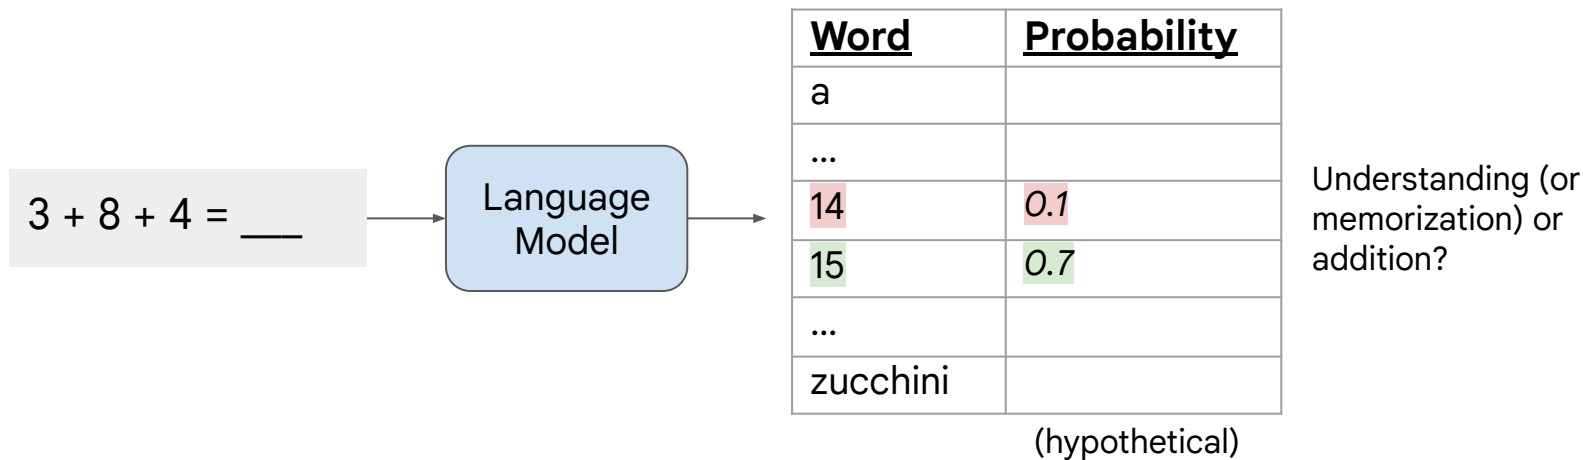 3 + 8 + 4 = ___
Language
Model
Word Probability
a
...
14 0.1
15 0.7
...
zucchini
(hypothetical)
Understanding (or
memorization) or
addition?